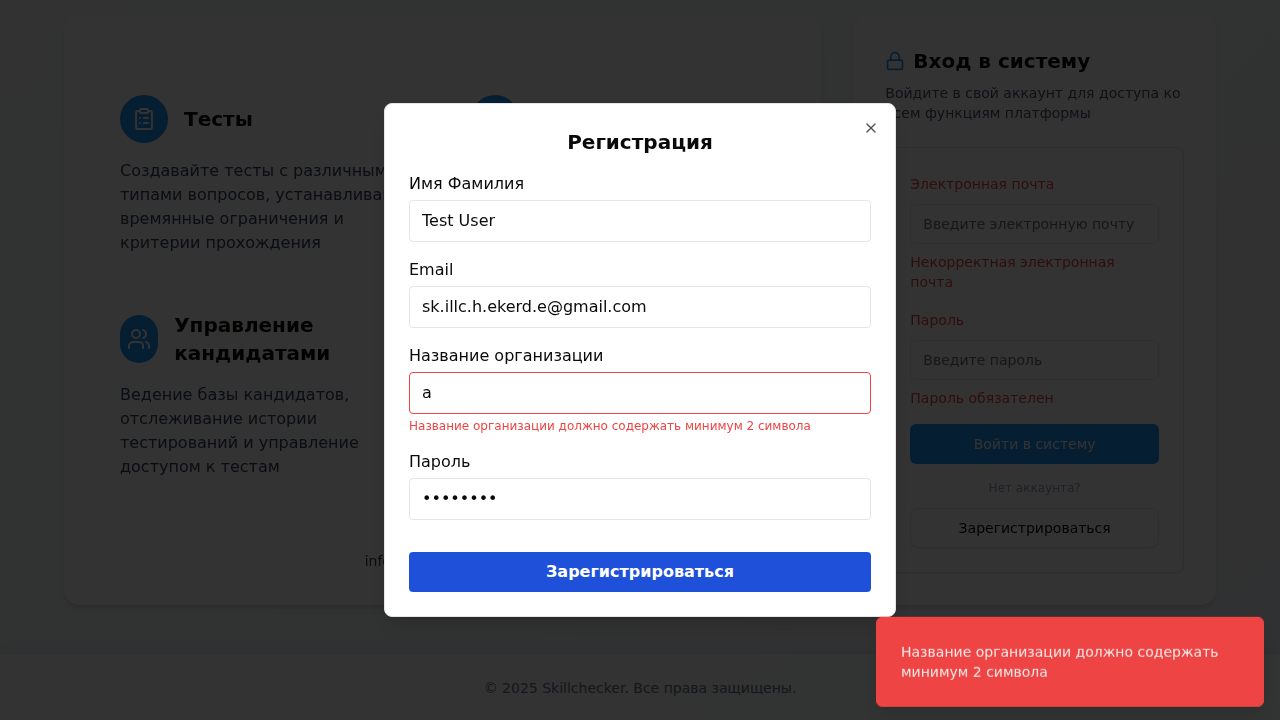 Тесты
Создавайте тесты с различным
типами вопросов, устанавлива
времянные ограничения и
критерии прохождения
Управление
кандидатами
Ведение базы кандидатов,
отслеживание истории
тестирований и управление
доступом к тестам
Регистрация
Имя Фамилия
Test User
Email
sk.illc.h.ekerd.e@gmail.com
Название организации
a
Название организации должно содержать минимум 2 символа
Пароль
••••••••
Зарегистрироваться
Вход в систему
Войдите в свой аккаунт для доступа ко
сем функциям платформы
Электронная почта
Введите электронную почту
Некорректная электронная
почта
Пароль
Введите пароль
Пароль обязателен
Войти в систему
Нет аккаунта?
Зарегистрироваться
inf
© 2025 Skillchecker. Все права защищены.
Название организации должно содержать
минимум 2 символа